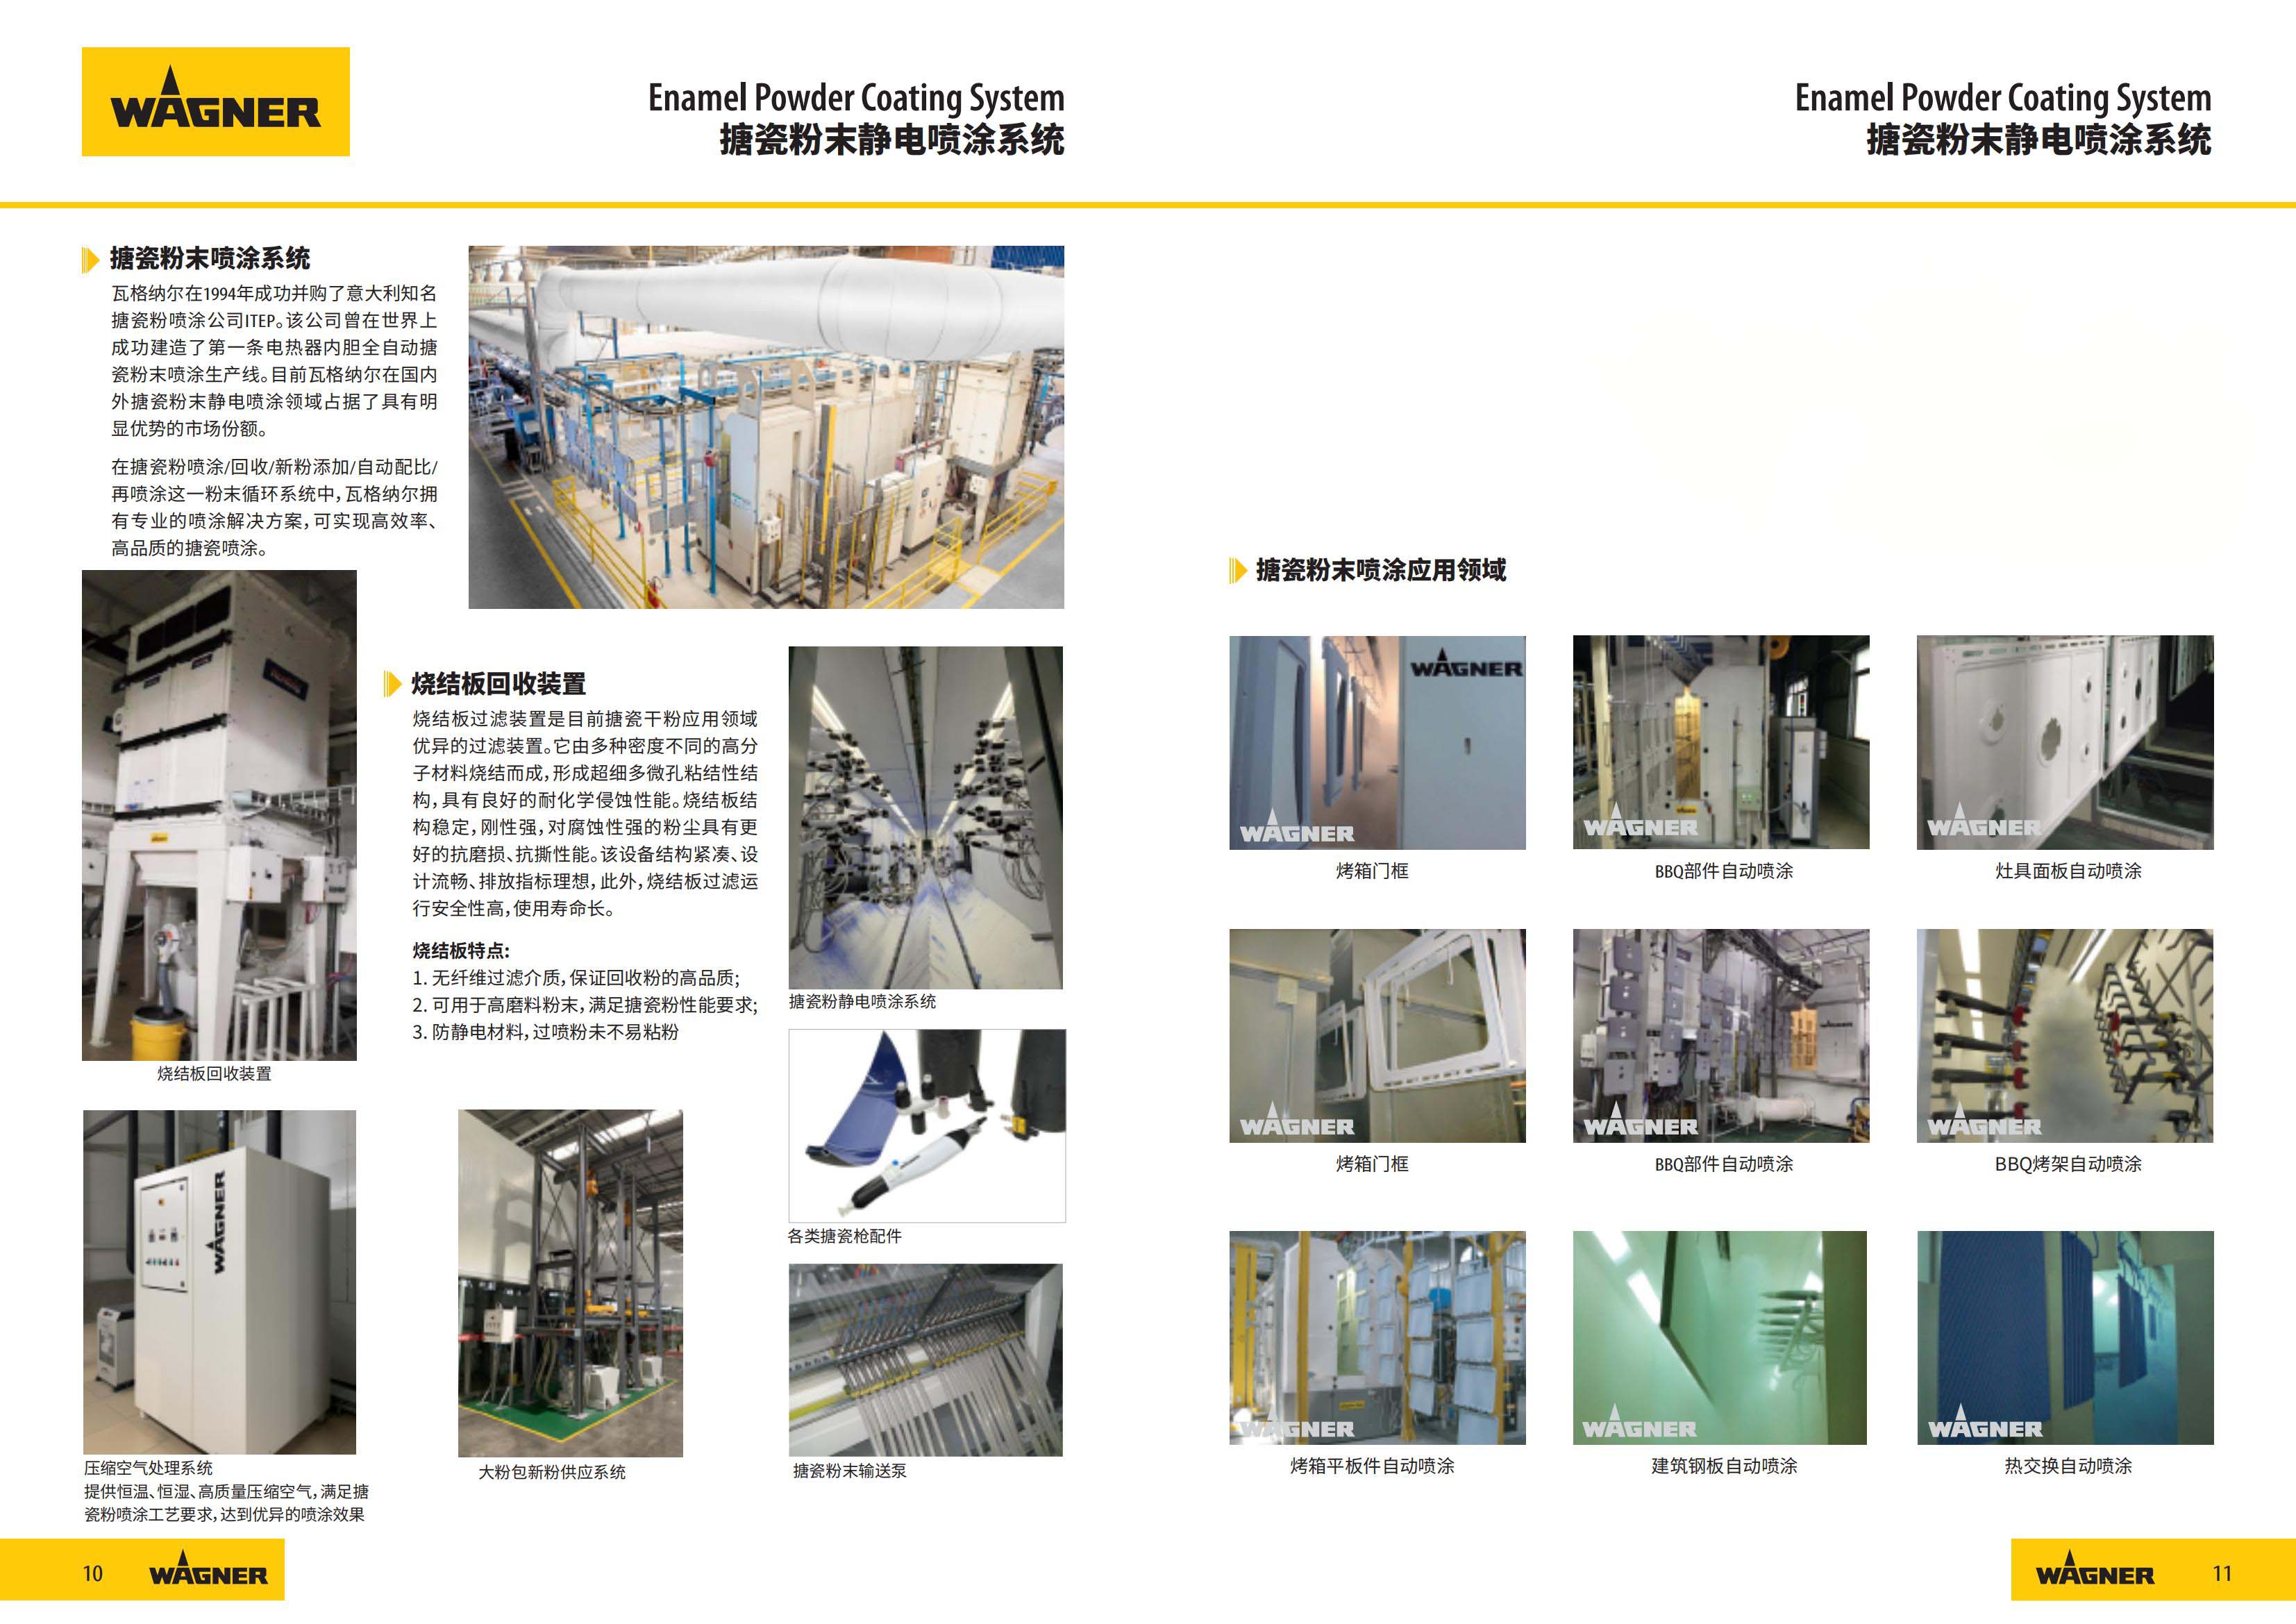 WAGNER
Enamel Powder Coating System
搪瓷粉末静电喷涂系统
搪瓷粉末喷涂系统
瓦格纳尔在1994年成功并购了意大利知名
搪瓷粉喷涂公司ITEP。该公司曾在世界上
成功建造了第一条电热器内胆全自动搪
瓷粉末喷涂生产线。目前瓦格纳尔在国内
外搪瓷粉末静电喷涂领域占据了具有明
显优势的市场份额。
在搪瓷粉喷涂/回收/新粉添加/自动配比/
再喷涂这一粉末循环系统中，瓦格纳尔拥
有专业的喷涂解决方案，可实现高效率、
高品质的搪瓷喷涂。
烧结板回收装置
烧结板回收装置
烧结板过滤装置是目前搪瓷干粉应用领域
优异的过滤装置。它由多种密度不同的高分
子材料烧结而成，形成超细多微孔粘结性结
构，具有良好的耐化学侵蚀性能。烧结板结
构稳定，刚性强，对腐蚀性强的粉尘具有更
好的抗磨损、抗撕性能。该设备结构紧凑、设
计流畅、排放指标理想，此外，烧结板过滤运
行安全性高，使用寿命长。
烧结板特点:
1. 无纤维过滤介质，保证回收粉的高品质;
2. 可用于高磨料粉末，满足搪瓷粉性能要求;
3. 防静电材料，过喷粉未不易粘粉
搪瓷粉静电喷涂系统
各类搪瓷枪配件
WAGNER
压缩空气处理系统
提供恒温、恒湿、高质量压缩空气，满足搪
瓷粉喷涂工艺要求，达到优异的喷涂效果
大粉包新粉供应系统
搪瓷粉末输送泵
10
WAGNER
Enamel Powder Coating System
搪瓷粉末静电喷涂系统
搪瓷粉末喷涂应用领域
WAGNER
WAGNER
烤箱门框
WAGNER
BBQ部件自动喷涂
WAGNER
灶具面板自动喷涂
WAGNER
烤箱门框
WAGNER
BBQ部件自动喷涂
WAGNER
BBQ烤架自动喷涂
WAGNER
烤箱平板件自动喷涂
WAGNER
建筑钢板自动喷涂
WAGNER
热交换自动喷涂
WAGNER
11